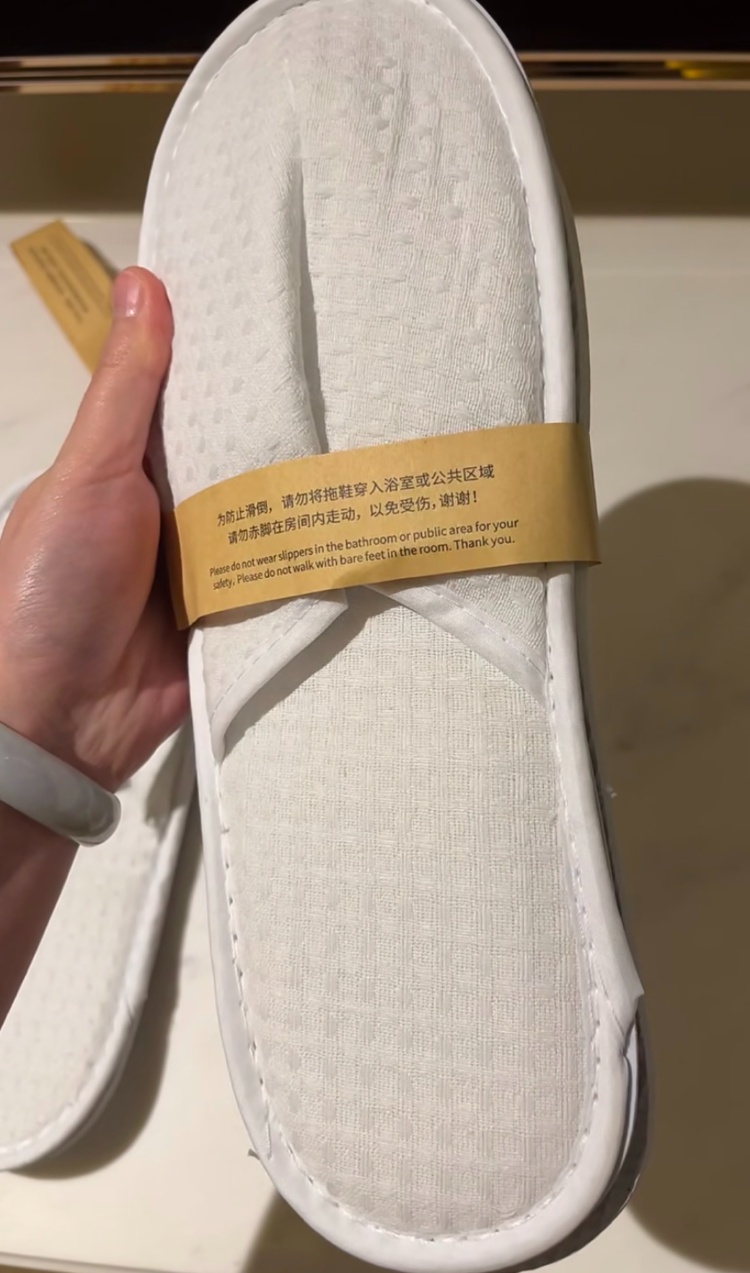 为防止滑倒，请勿将拖鞋穿入浴室或公共区域
请勿赤脚在房间内走动，以免受伤，谢谢！
Please do not wear slippers in the bathroom or public area for your
safety, Please do not walk with bare feet in the room. Thank you.